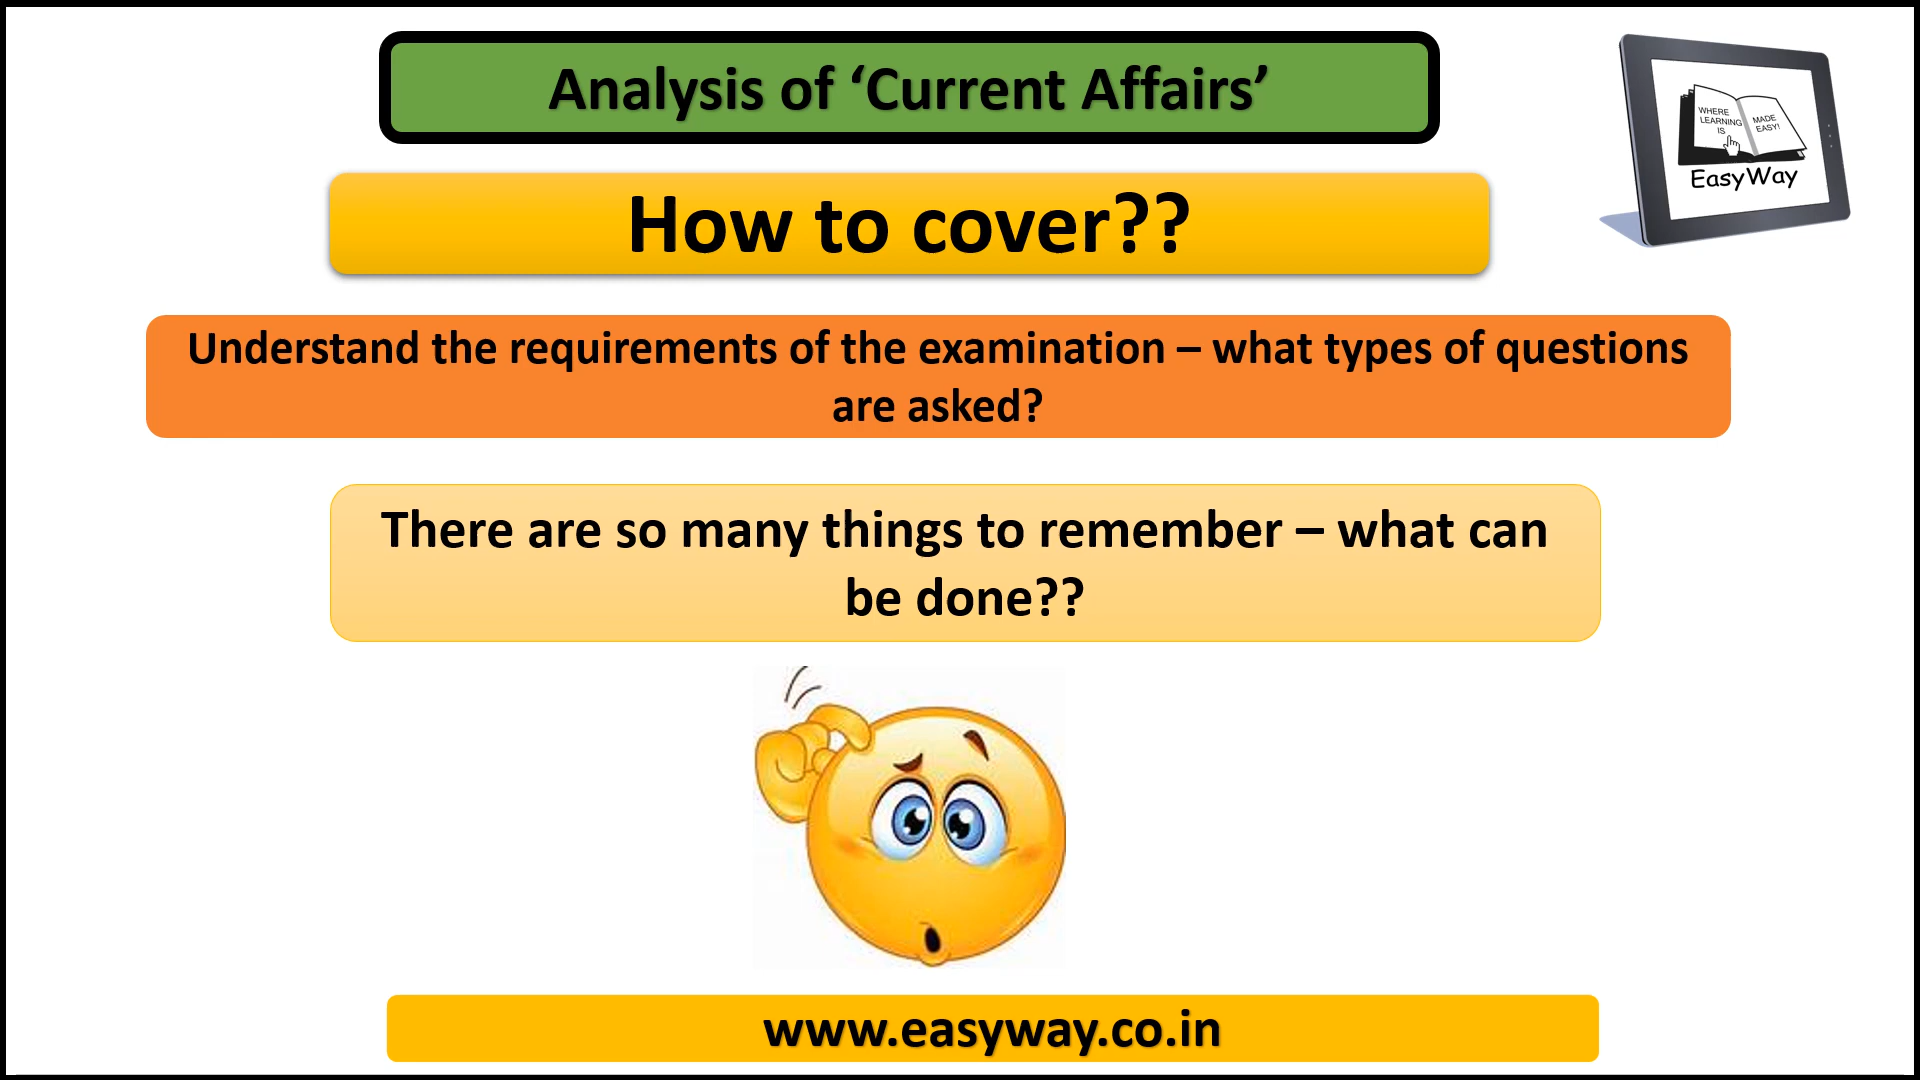 Analysis of ‘Current Affairs’
How to cover??
WHERE
LEARNING
IS
MADE
EASY!
EasyWay
Understand the requirements of the examination – what types of questions
are asked?
There are so many things to remember – what can
be done??
www.easyway.co.in